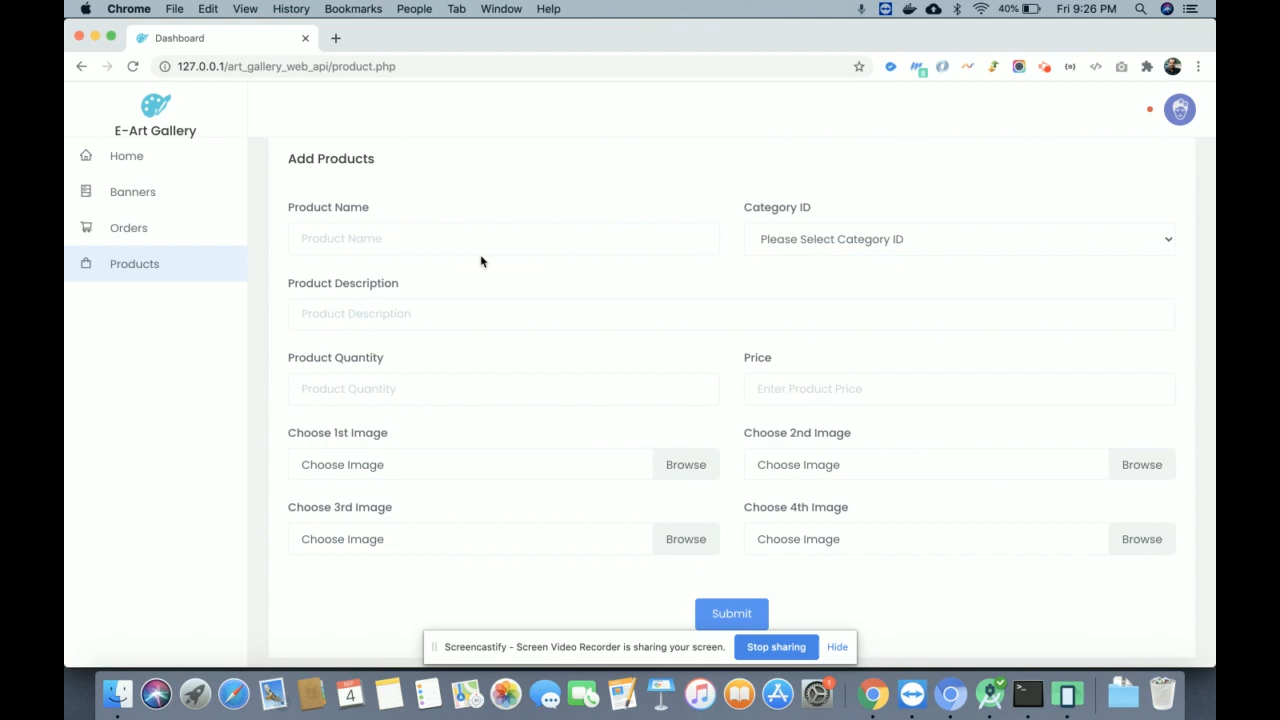 Chrome File Edit View History Bookmarks People Tab Window Help 40% Fri 9:26 PM
Dashboard
127.0.0.1/art_gallery_web_api/product.php
E-Art Gallery
Home
Banners
Orders
Products
Add Products
Product Name Category ID
Product Name Please Select Category ID
Product Description
Product Description
Product Quantity Price
Product Quantity Enter Product Price
Choose 1st Image Choose 2nd Image
Choose Image Browse Choose Image Browse
Choose 3rd Image Choose 4th Image
Choose Image Browse Choose Image Browse
Submit
Screencastify - Screen Video Recorder is sharing your screen. Stop sharing Hide
SEP
4
1